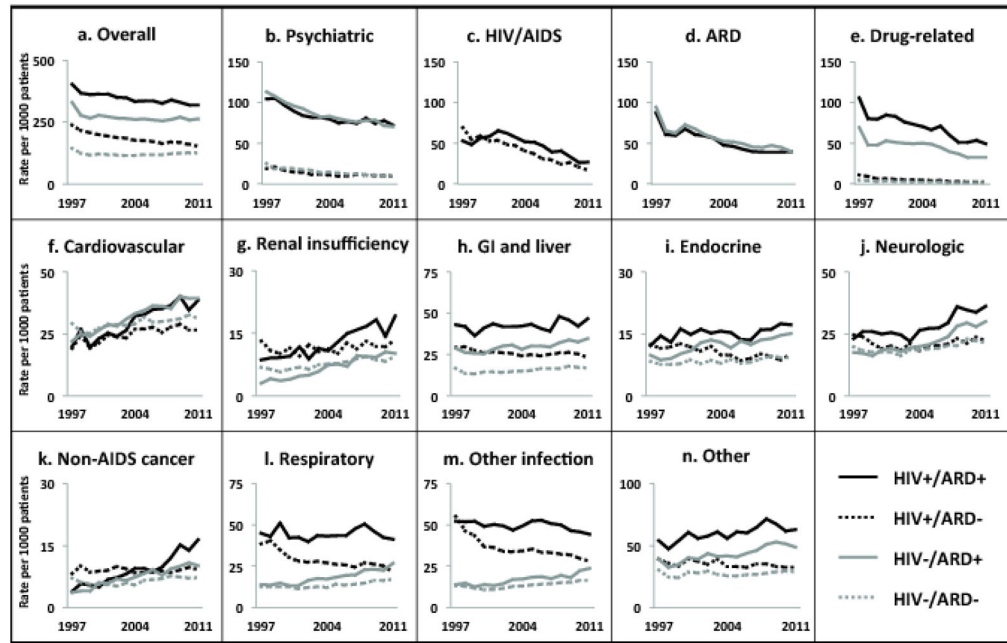 a. Overall
b. Psychiatric
c. HIV/AIDS
d. ARD
e. Drug-related
Rate per 1000 patients
500
250
0
1997 2004 2011
150
100
50
0
1997 2004 2011
150
100
50
0
1997 2004 2011
150
100
50
0
1997 2004 2011
150
100
50
0
1997 2004 2011
f. Cardiovascular
g. Renal insufficiency
h. GI and liver
i. Endocrine
j. Neurologic
Rate per 1000 patients
50
25
0
1997 2004 2011
30
15
0
1997 2004 2011
75
50
25
0
1997 2004 2011
30
15
0
1997 2004 2011
50
25
0
1997 2004 2011
k. Non-AIDS cancer
l. Respiratory
m. Other infection
n. Other
Rate per 1000 patients
30
15
0
1997 2004 2011
75
50
25
0
1997 2004 2011
75
50
25
0
1997 2004 2011
100
50
0
1997 2004 2011
HIV+/ARD+
HIV+/ARD-
HIV-/ARD+
HIV-/ARD-